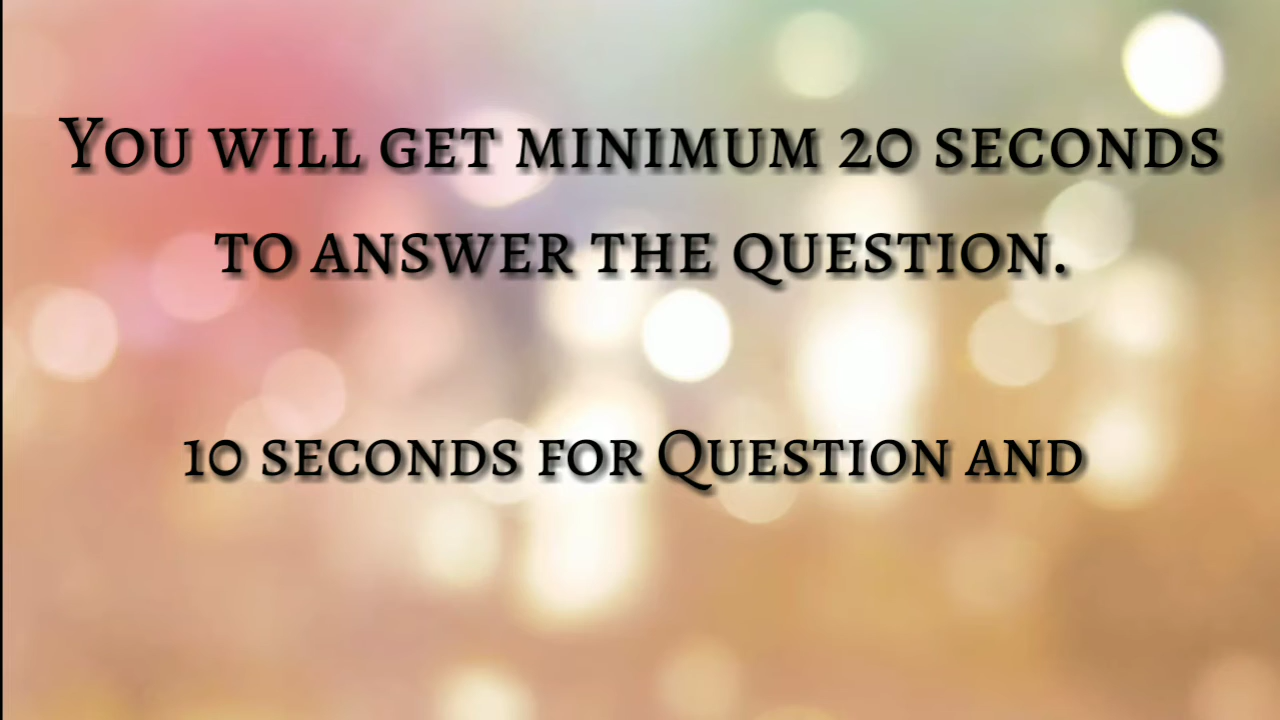 You will get minimum 20 seconds
to answer the question.
10 seconds for Question and